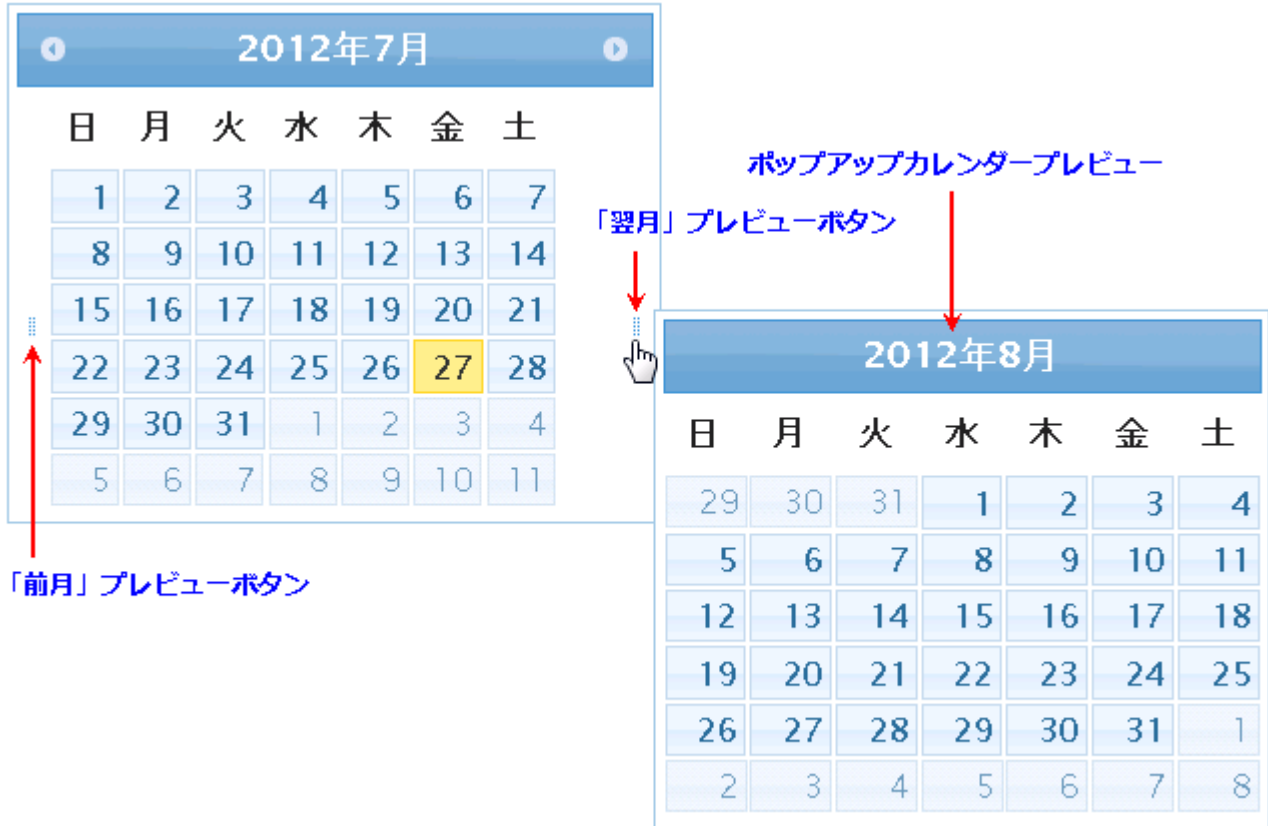 2012年7月
日 月 火 水 木 金 土
1 2 3 4 5 6 7
8 9 10 11 12 13 14
15 16 17 18 19 20 21
22 23 24 25 26 27 28
29 30 31 1 2 3 4
5 6 7 8 9 10 11
「前月」プレビューボタン
ポップアップカレンダープレビュー
「翌月」プレビューボタン
2012年8月
日 月 火 水 木 金 土
29 30 31 1 2 3 4
5 6 7 8 9 10 11
12 13 14 15 16 17 18
19 20 21 22 23 24 25
26 27 28 29 30 31 1
2 3 4 5 6 7 8